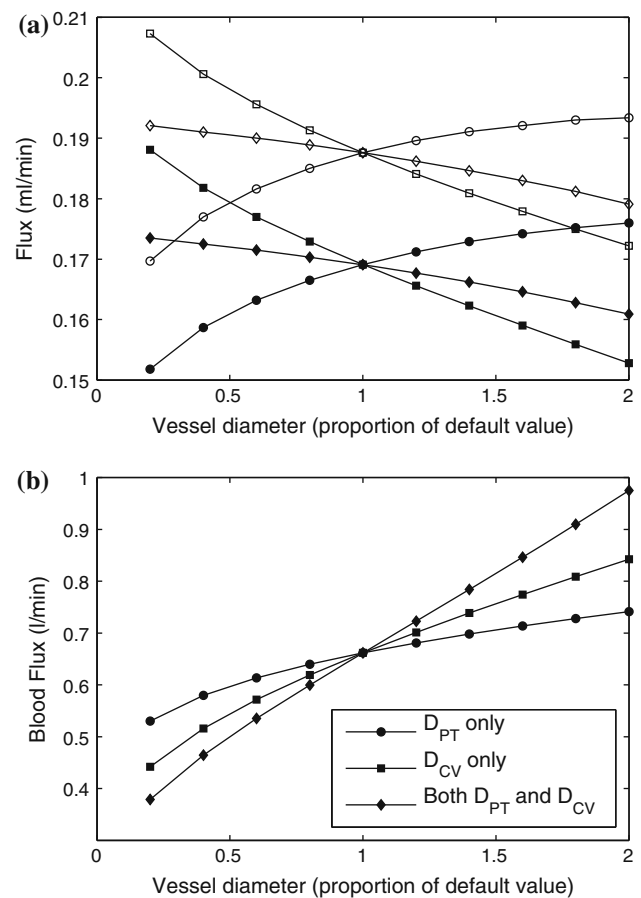 (a)
0.21
0.2
0.19
0.18
0.17
0.16
0.15
Flux (ml/min)
0 0.5 1 1.5 2
Vessel diameter (proportion of default value)
(b)
1
0.9
0.8
0.7
0.6
0.5
0.4
Blood Flux (l/min)
D_PT only
D_CV only
Both D_PT and D_CV
0 0.5 1 1.5 2
Vessel diameter (proportion of default value)